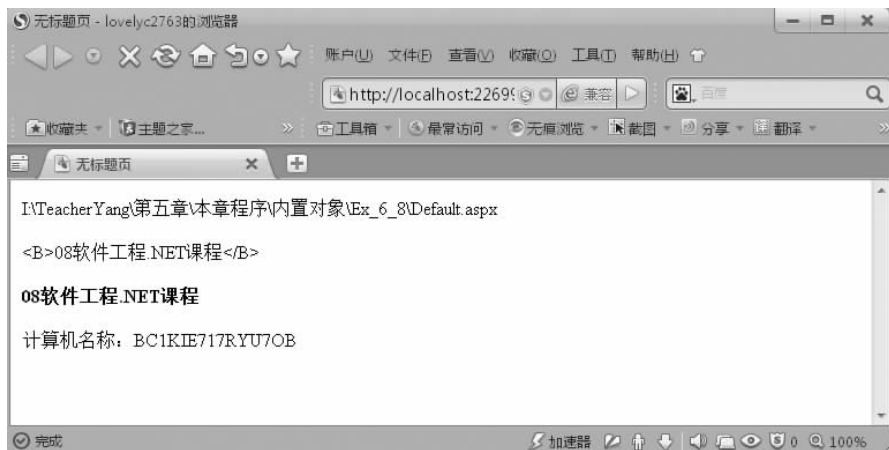 无标题页 - lovelyc2763的浏览器
账户(U) 文件(F) 查看(V) 收藏(O) 工具(T) 帮助(H)
http://localhost:22699 兼容 百度
收藏夹 主题之家... 工具箱 最常访问 无痕浏览 截图 分享 翻译
无标题页
I:\TeacherYang\第五章\本章程序\内置对象\Ex_6_8\Default.aspx
<B>08软件工程.NET课程</B>
08软件工程.NET课程
计算机名称：BC1KIE717RYU7OB
完成 加速器 0 100%